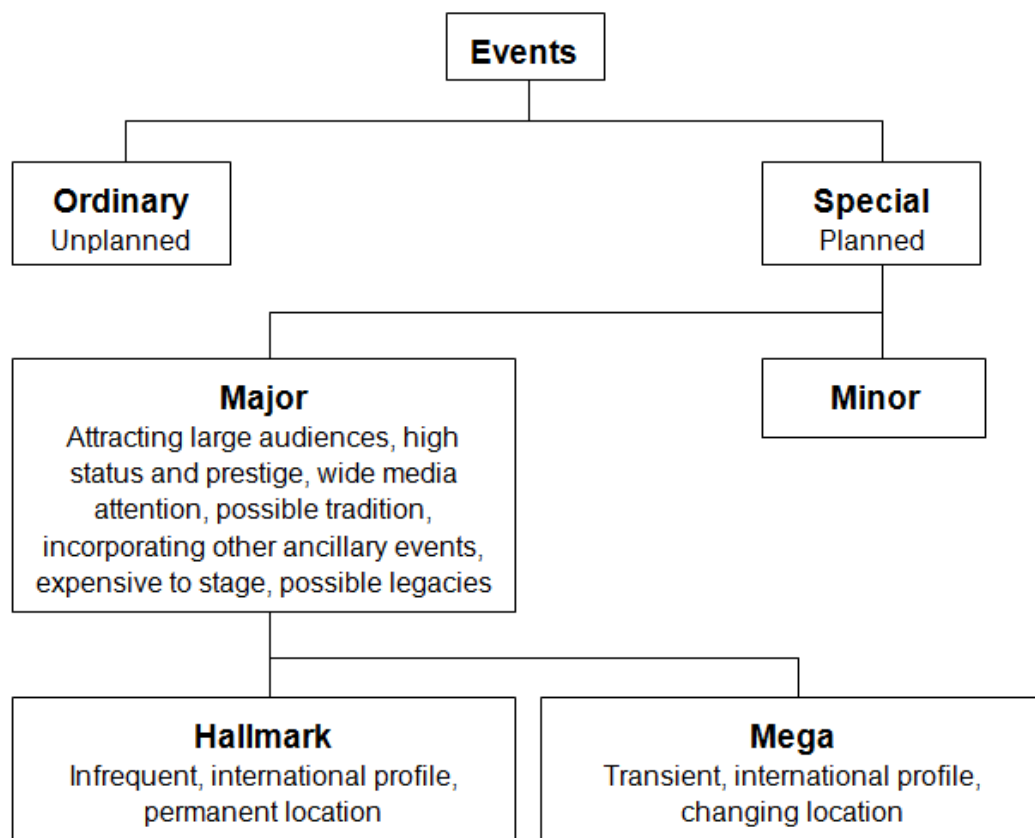 Events
Ordinary
Unplanned
Special
Planned
Major
Attracting large audiences, high
status and prestige, wide media
attention, possible tradition,
incorporating other ancillary events,
expensive to stage, possible legacies
Minor
Hallmark
Infrequent, international profile,
permanent location
Mega
Transient, international profile,
changing location